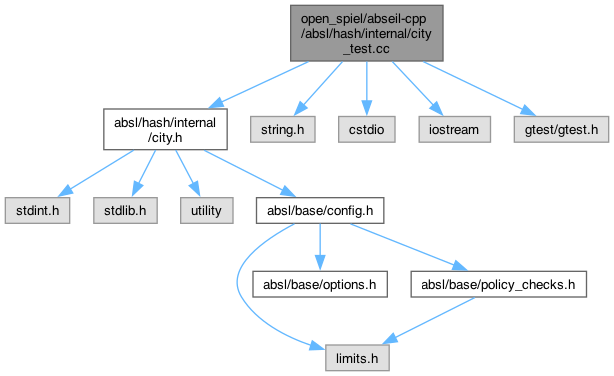 open_spiel/abseil-cpp
/absl/hash/internal/city
_test.cc
absl/hash/internal
/city.h
string.h
cstdio
iostream
gtest/gtest.h
stdint.h
stdlib.h
utility
absl/base/config.h
absl/base/options.h
absl/base/policy_checks.h
limits.h